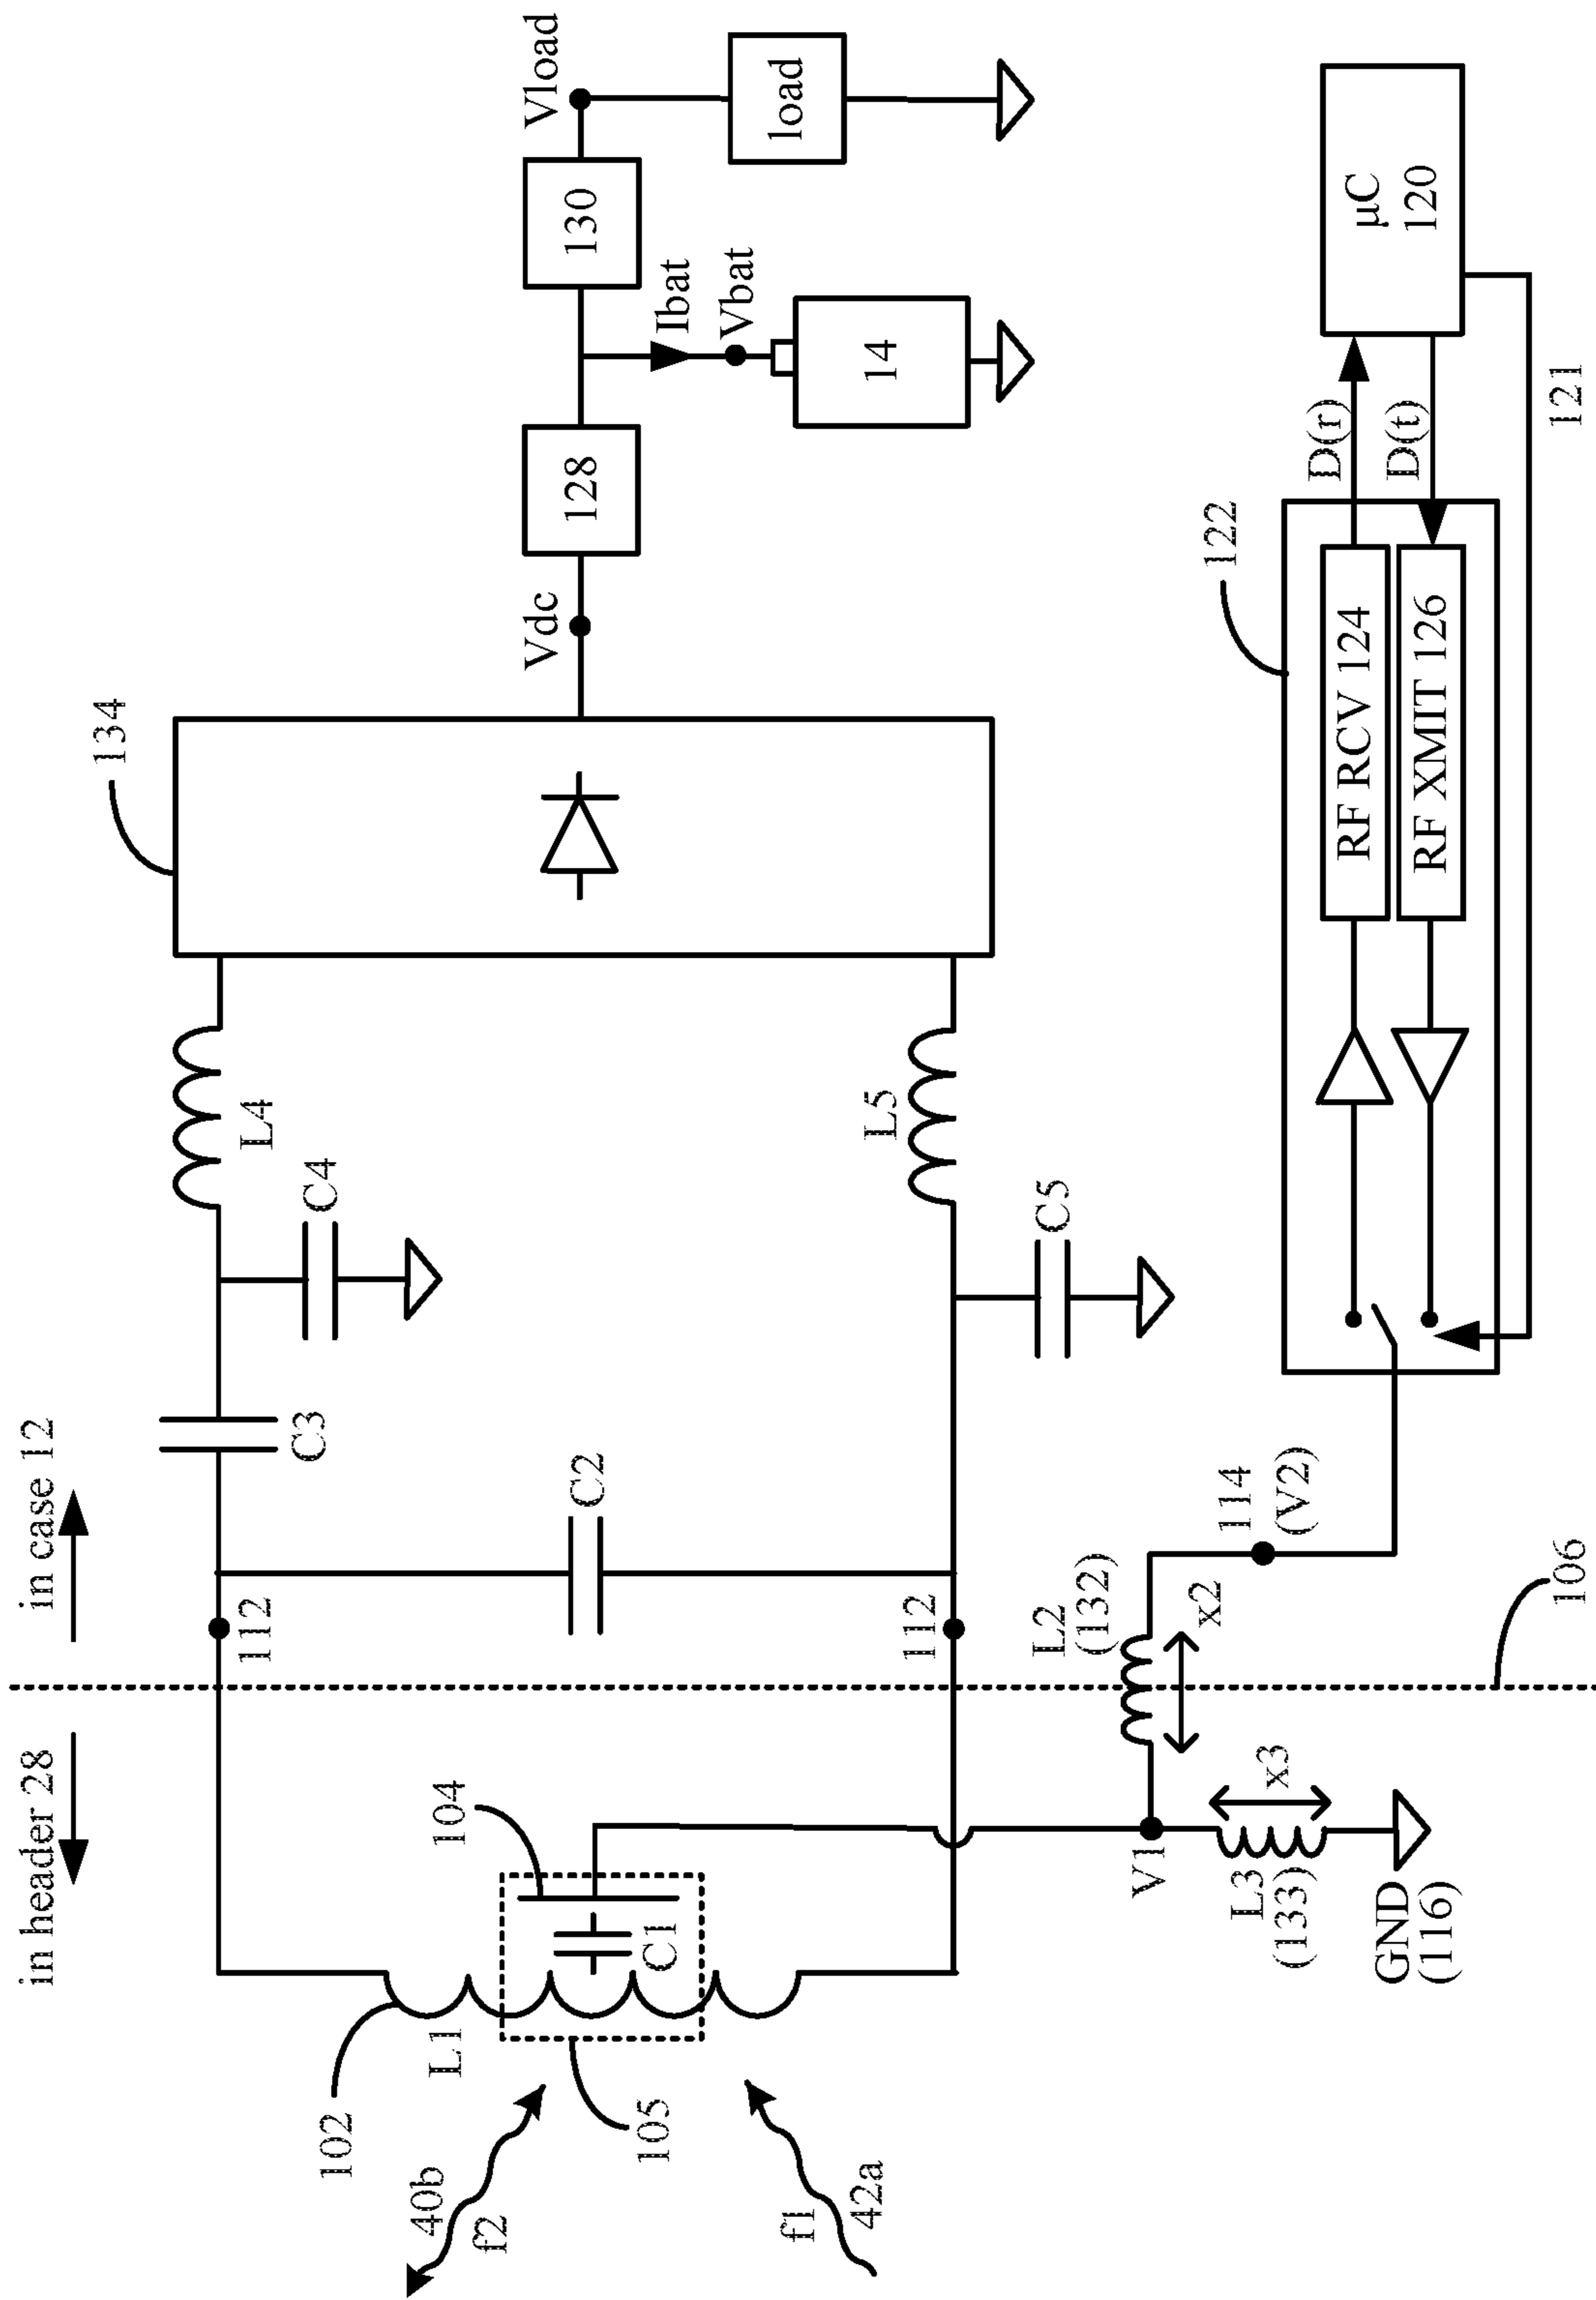 in header 28
in case 12
134
102
L1
40b
f2
105
f1
42a
104
C1
112
112
C2
C3
C4
L4
C5
L5
Vdc
128
130
Vload
load
Ibat
Vbat
14
V1
L3
(133)
x3
GND
(116)
L2
(132)
x2
114
(V2)
106
122
RF RCV 124
RF XMIT 126
D(r)
D(t)
µC
120
121